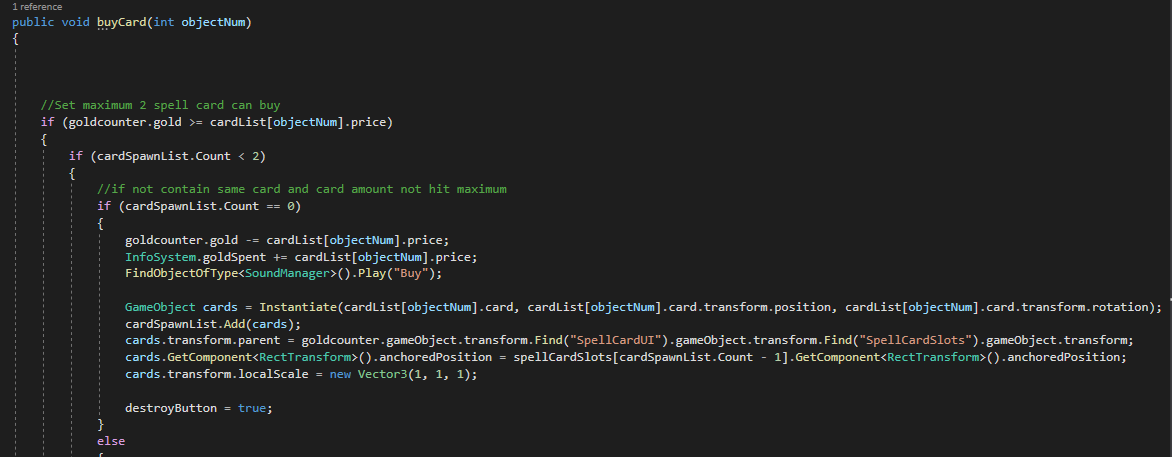 1 reference
public void buyCard(int objectNum)
{
//Set maximum 2 spell card can buy
if (goldcounter.gold >= cardList[objectNum].price)
{
if (cardSpawnList.Count < 2)
{
//if not contain same card and card amount not hit maximum
if (cardSpawnList.Count == 0)
{
goldcounter.gold -= cardList[objectNum].price;
InfoSystem.goldSpent += cardList[objectNum].price;
FindObjectOfType<SoundManager>().Play("Buy");
GameObject cards = Instantiate(cardList[objectNum].card, cardList[objectNum].card.transform.position, cardList[objectNum].card.transform.rotation);
cardSpawnList.Add(cards);
cards.transform.parent = goldcounter.gameObject.transform.Find("SpellCardUI").gameObject.transform.Find("SpellCardSlots").gameObject.transform;
cards.GetComponent<RectTransform>().anchoredPosition = spellCardSlots[cardSpawnList.Count - 1].GetComponent<RectTransform>().anchoredPosition;
cards.transform.localScale = new Vector3(1, 1, 1);
destroyButton = true;
}
else
{